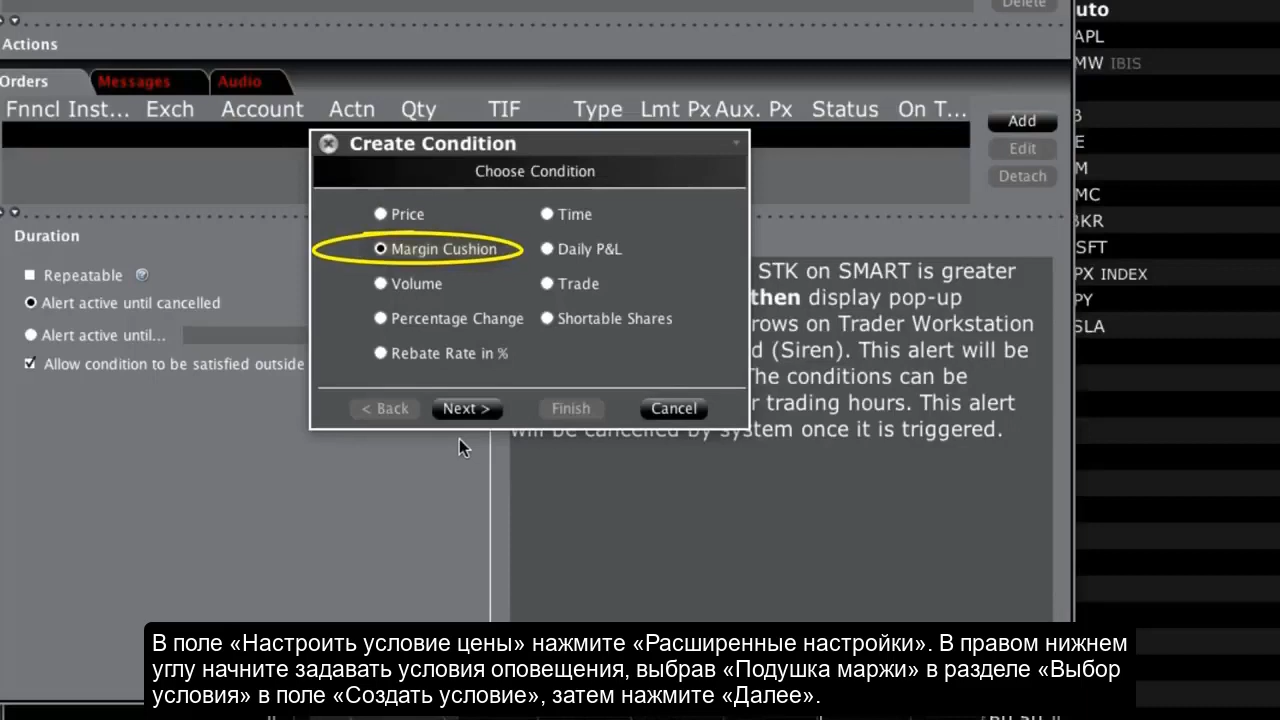 Delete
uto
Actions
APL
MW IBIS
Orders Messages Audio
Fnncl Inst... Exch Account Actn Qty TIF Type Lmt Px Aux. Px Status On T...
Add
Edit
Detach
Create Condition
Choose Condition
Price
Time
Margin Cushion
Daily P&L
Volume
Trade
Percentage Change
Shortable Shares
Rebate Rate in %
< Back Next > Finish Cancel
Duration
Repeatable
Alert active until cancelled
Alert active until...
Allow condition to be satisfied outside
STK on SMART is greater
then display pop-up
rows on Trader Workstation
d (Siren). This alert will be
he conditions can be
r trading hours. This alert
will be cancelled by system once it is triggered.
B
E
M
MC
BKR
SFT
PX INDEX
PY
SLA
В поле «Настроить условие цены» нажмите «Расширенные настройки». В правом нижнем
углу начните задавать условия оповещения, выбрав «Подушка маржи» в разделе «Выбор
условия» в поле «Создать условие», затем нажмите «Далее».